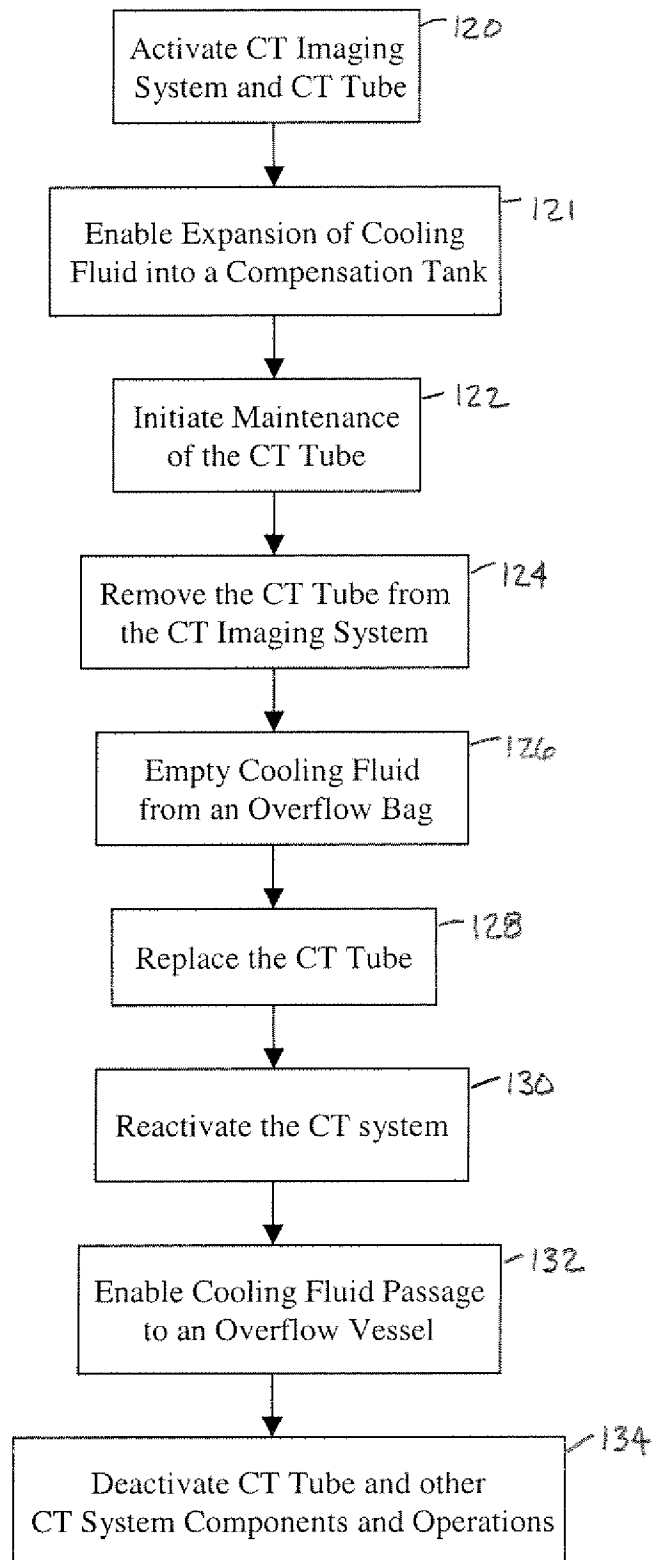 120
Activate CT Imaging
System and CT Tube
121
Enable Expansion of Cooling
Fluid into a Compensation Tank
122
Initiate Maintenance
of the CT Tube
124
Remove the CT Tube from
the CT Imaging System
126
Empty Cooling Fluid
from an Overflow Bag
128
Replace the CT Tube
130
Reactivate the CT system
132
Enable Cooling Fluid Passage
to an Overflow Vessel
134
Deactivate CT Tube and other
CT System Components and Operations